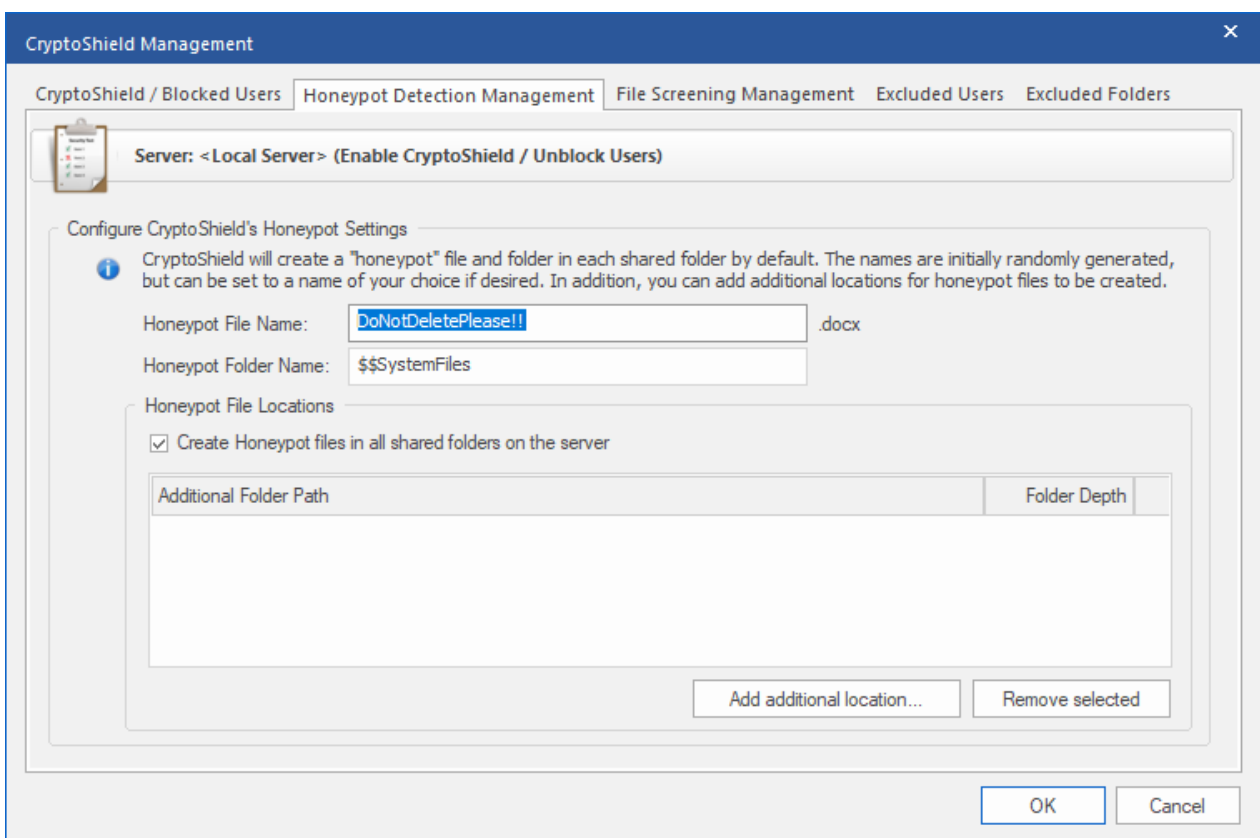 CryptoShield Management
CryptoShield / Blocked Users Honeypot Detection Management File Screening Management Excluded Users Excluded Folders
Server: <Local Server> (Enable CryptoShield / Unblock Users)
Configure CryptoShield's Honeypot Settings
CryptoShield will create a "honeypot" file and folder in each shared folder by default. The names are initially randomly generated,
but can be set to a name of your choice if desired. In addition, you can add additional locations for honeypot files to be created.
Honeypot File Name: DoNotDeletePlease!! .docx
Honeypot Folder Name: $$SystemFiles
Honeypot File Locations
Create Honeypot files in all shared folders on the server
Additional Folder Path Folder Depth
Add additional location... Remove selected
OK Cancel